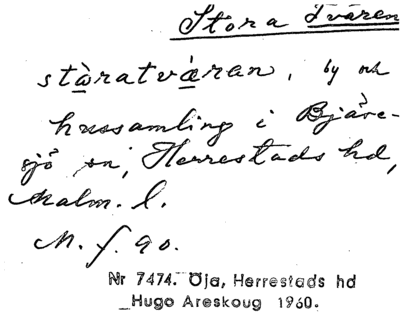 Stora Tvären
stòratvä̀ran, by och
hussamling i Bjäre-
sjö sn, Herrestads hd,
Malm. l.
M. f. 90.
Nr 7474. Öja, Herrestads hd
Hugo Areskoug 1960.